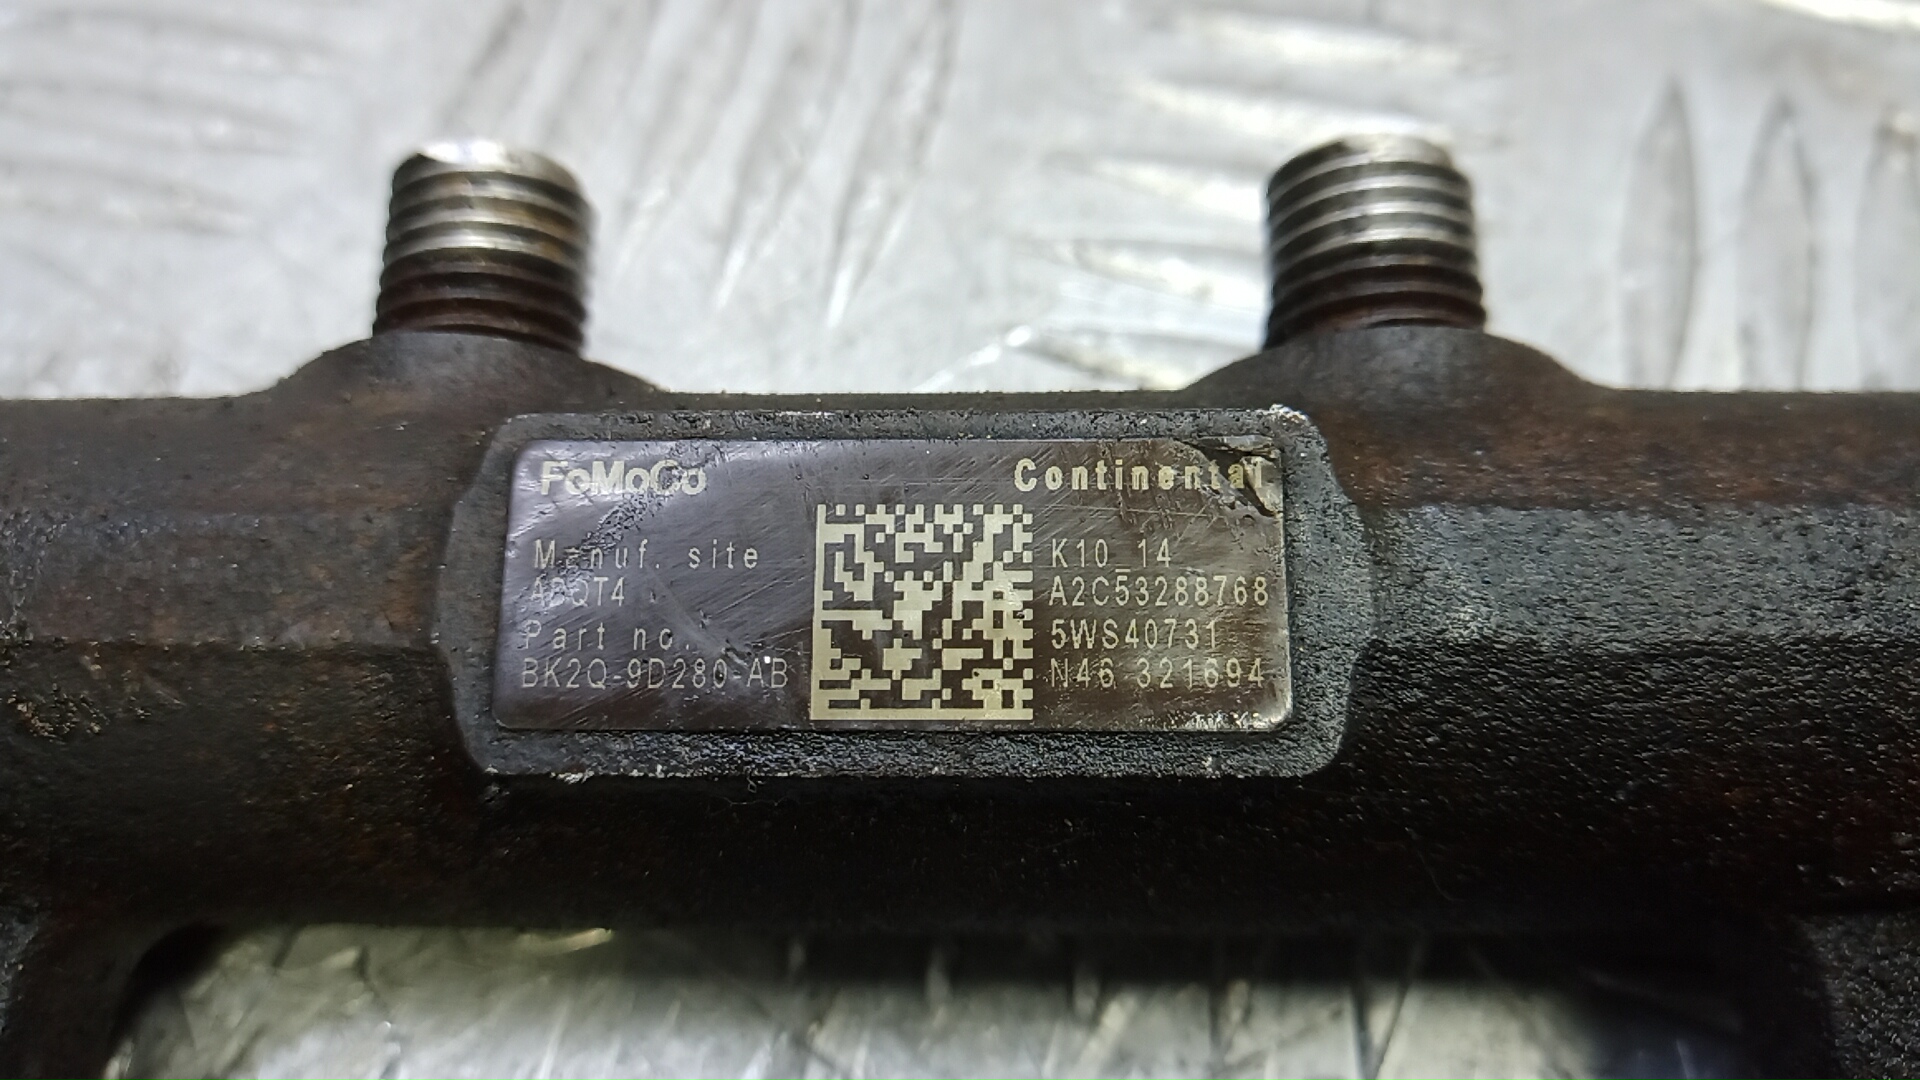 FoMoCo
Continental
Manuf. site
K10_14
A2C53288768
Part no.
5WS40731
BK2Q-9D280-AB
N46 321694